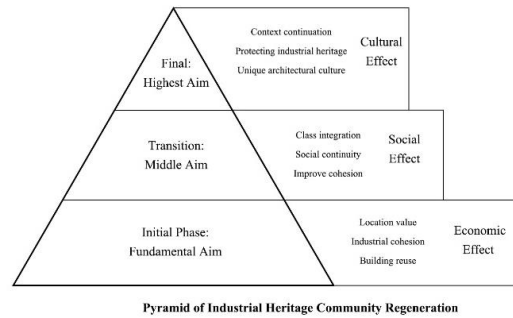 Final:
Highest Aim
Context continuation
Protecting industrial heritage
Unique architectural culture
Cultural
Effect
Transition:
Middle Aim
Class integration
Social continuity
Improve cohesion
Social
Effect
Initial Phase:
Fundamental Aim
Location value
Industrial cohesion
Building reuse
Economic
Effect
Pyramid of Industrial Heritage Community Regeneration